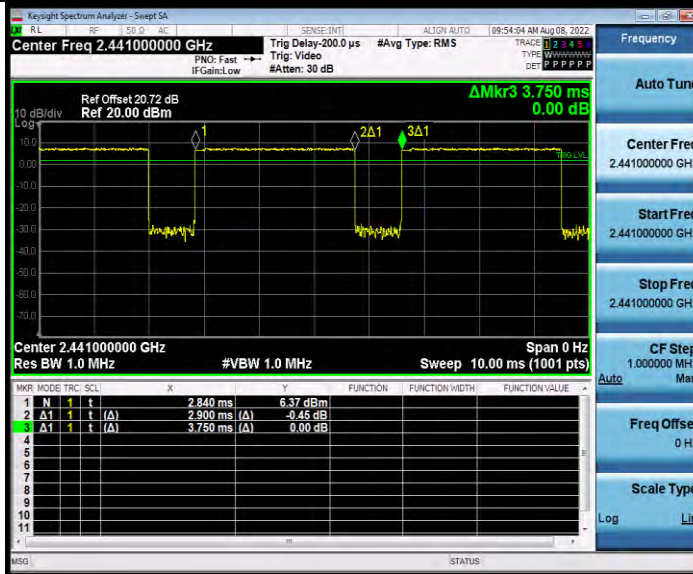 Keysight Spectrum Analyzer - Swept SA
RL RF 50 Ω AC SENSE:INT ALIGN AUTO 09:54:04 AM Aug 08, 2022
Center Freq 2.441000000 GHz
PNO: Fast
IFGain:Low
Trig Delay-200.0 µs
Trig: Video
#Atten: 30 dB
#Avg Type: RMS
TRACE 1 2 3 4 5 6
TYPE W
DET P P P P P P
Ref Offset 20.72 dB
10 dB/div Ref 20.00 dBm
Log
ΔMkr3 3.750 ms
0.00 dB
1 2Δ1 3Δ1
TRIG LVL
10.0
0.00
-10.0
-20.0
-30.0
-40.0
-50.0
-60.0
-70.0
Center 2.441000000 GHz Span 0 Hz
Res BW 1.0 MHz #VBW 1.0 MHz Sweep 10.00 ms (1001 pts)
MKR MODE TRC SCL X Y FUNCTION FUNCTION WIDTH FUNCTION VALUE
1 N 1 t 2.840 ms 6.37 dBm
2 Δ1 1 t (Δ) 2.900 ms (Δ) -0.45 dB
3 Δ1 1 t (Δ) 3.750 ms (Δ) 0.00 dB
4
5
6
7
8
9
10
11
MSG STATUS
Frequency
Auto Tune
Center Freq
2.441000000 GHz
Start Freq
2.441000000 GHz
Stop Freq
2.441000000 GHz
CF Step
1.000000 MHz
Auto Man
Freq Offset
0 Hz
Scale Type
Log Lin